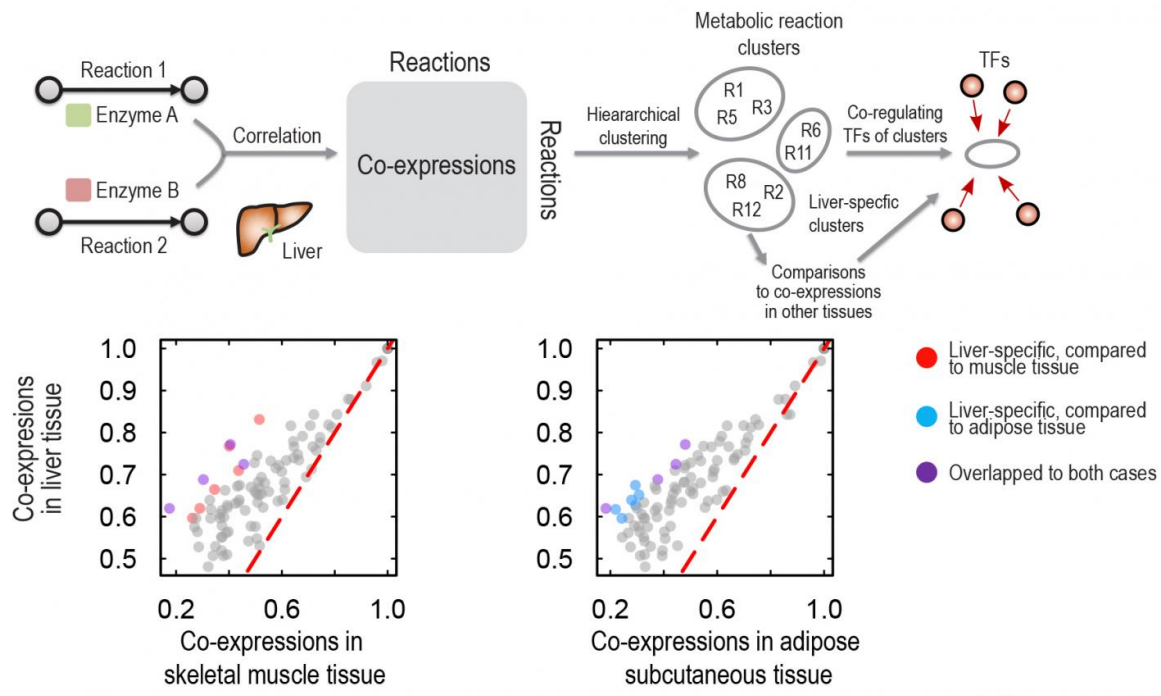 Reaction 1
Enzyme A
Enzyme B
Reaction 2
Correlation
Liver
Reactions
Co-expressions
Reactions
Hiearchical
clustering
Metabolic reaction
clusters
R1
R5 R3
R6
R11
R8
R2
R12
Liver-specfic
clusters
Comparisons
to co-expressions
in other tissues
Co-regulating
TFs of clusters
TFs
Co-expresions
in liver tissue
1.0
0.9
0.8
0.7
0.6
0.5
0.2 0.6 1.0
Co-expressions in
skeletal muscle tissue
1.0
0.9
0.8
0.7
0.6
0.5
0.2 0.6 1.0
Co-expressions in adipose
subcutaneous tissue
Liver-specific, compared
to muscle tissue
Liver-specific, compared
to adipose tissue
Overlapped to both cases